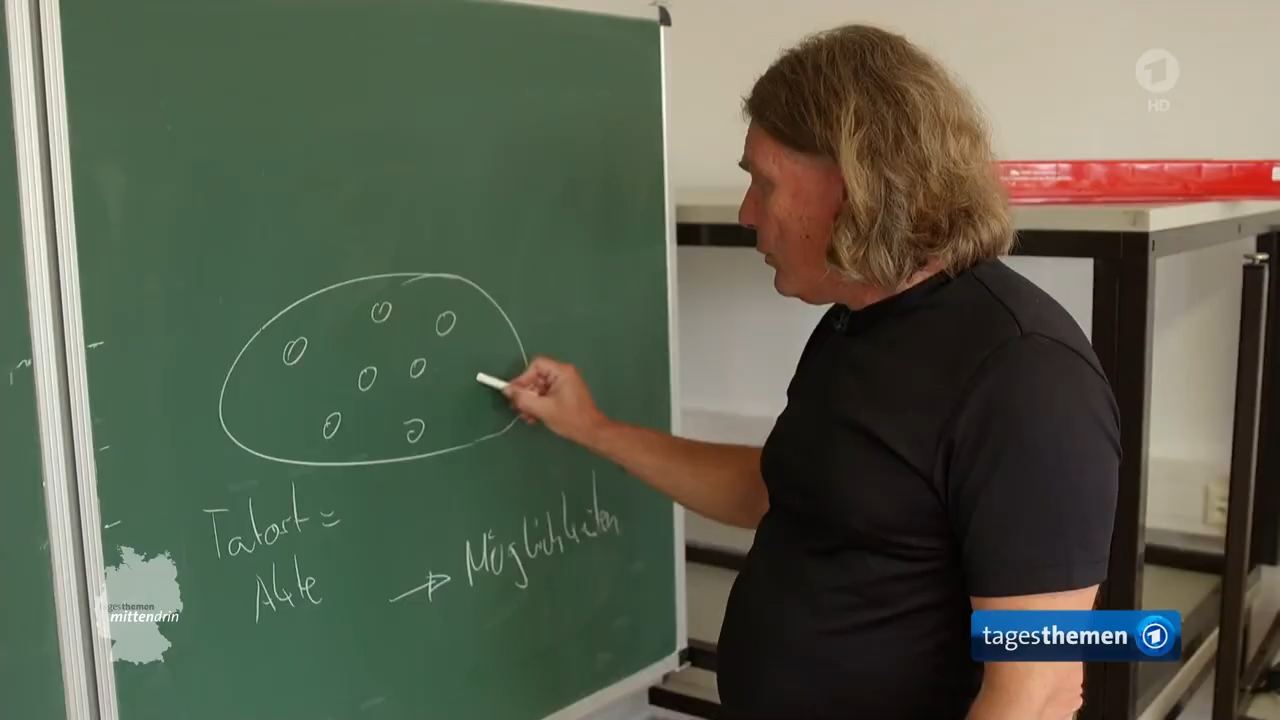 HD
Tatort =
Akte
→ Möglichkeiten
tagesthemen
mittendrin
tagesthemen